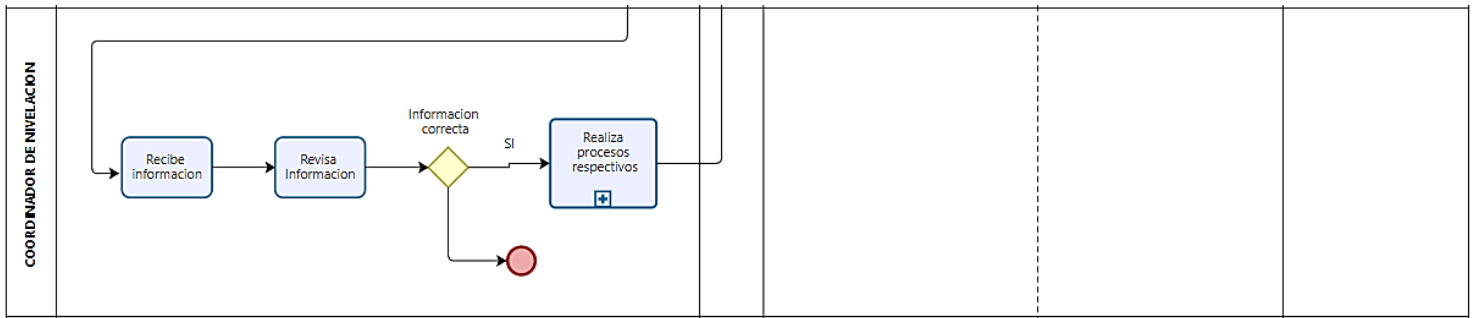 COORDINADOR DE NIVELACION
Recibe
informacion
Revisa
Informacion
Informacion
correcta
SI
Realiza
procesos
respectivos